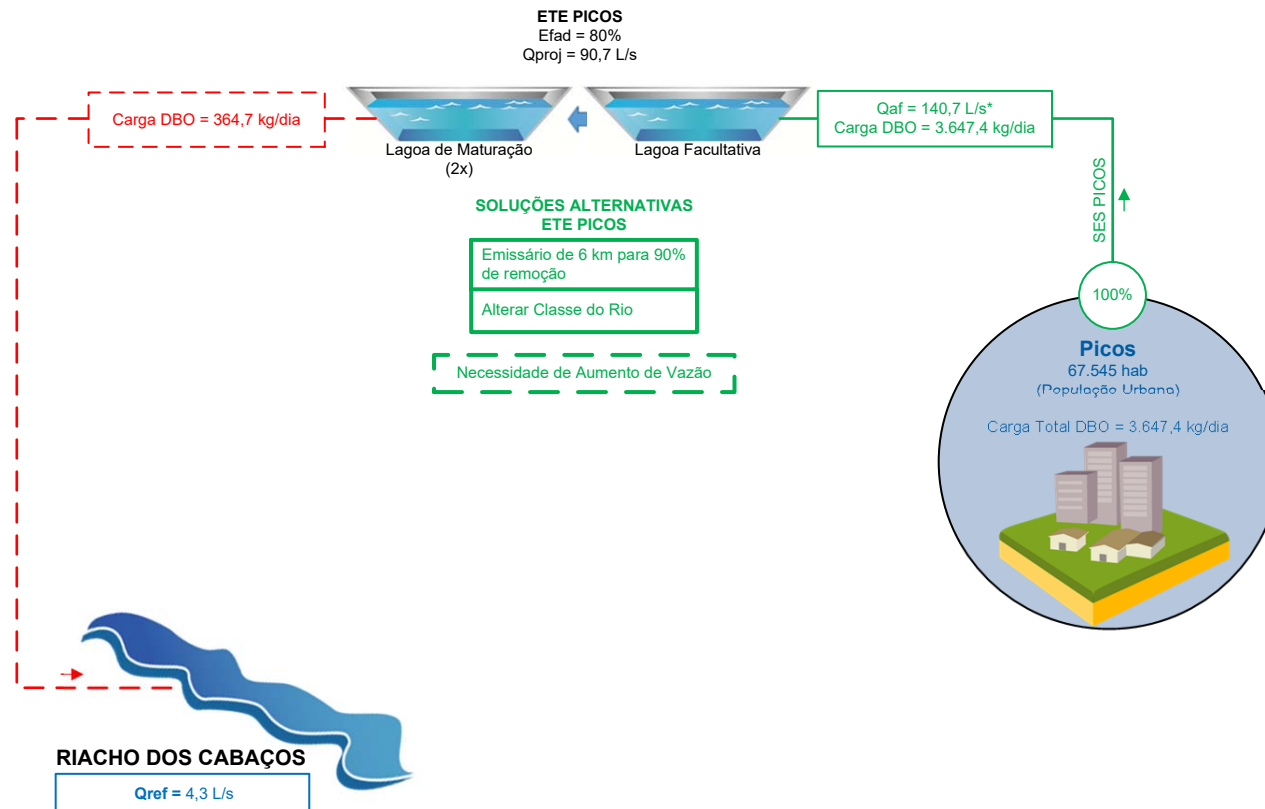 ETE PICOS
Efad = 80%
Qproj = 90,7 L/s
Carga DBO = 364,7 kg/dia
Lagoa de Maturação
(2x)
Lagoa Facultativa
Qaf = 140,7 L/s*
Carga DBO = 3.647,4 kg/dia
SOLUÇÕES ALTERNATIVAS
ETE PICOS
Emissário de 6 km para 90%
de remoção
Alterar Classe do Rio
Necessidade de Aumento de Vazão
SES PICOS
100%
Picos
67.545 hab
(População Urbana)
Carga Total DBO = 3.647,4 kg/dia
RIACHO DOS CABAÇOS
Qref = 4,3 L/s